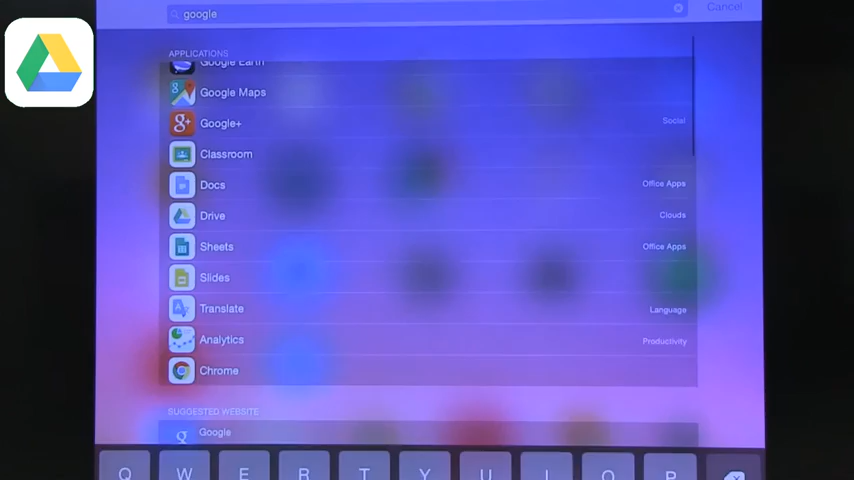 google
Cancel
APPLICATIONS
Google Earth
Google Maps
Google+ Social
Classroom
Docs Office Apps
Drive Clouds
Sheets Office Apps
Slides
Translate Language
Analytics Productivity
Chrome
SUGGESTED WEBSITE
Google
Q W E R T Y U I O P